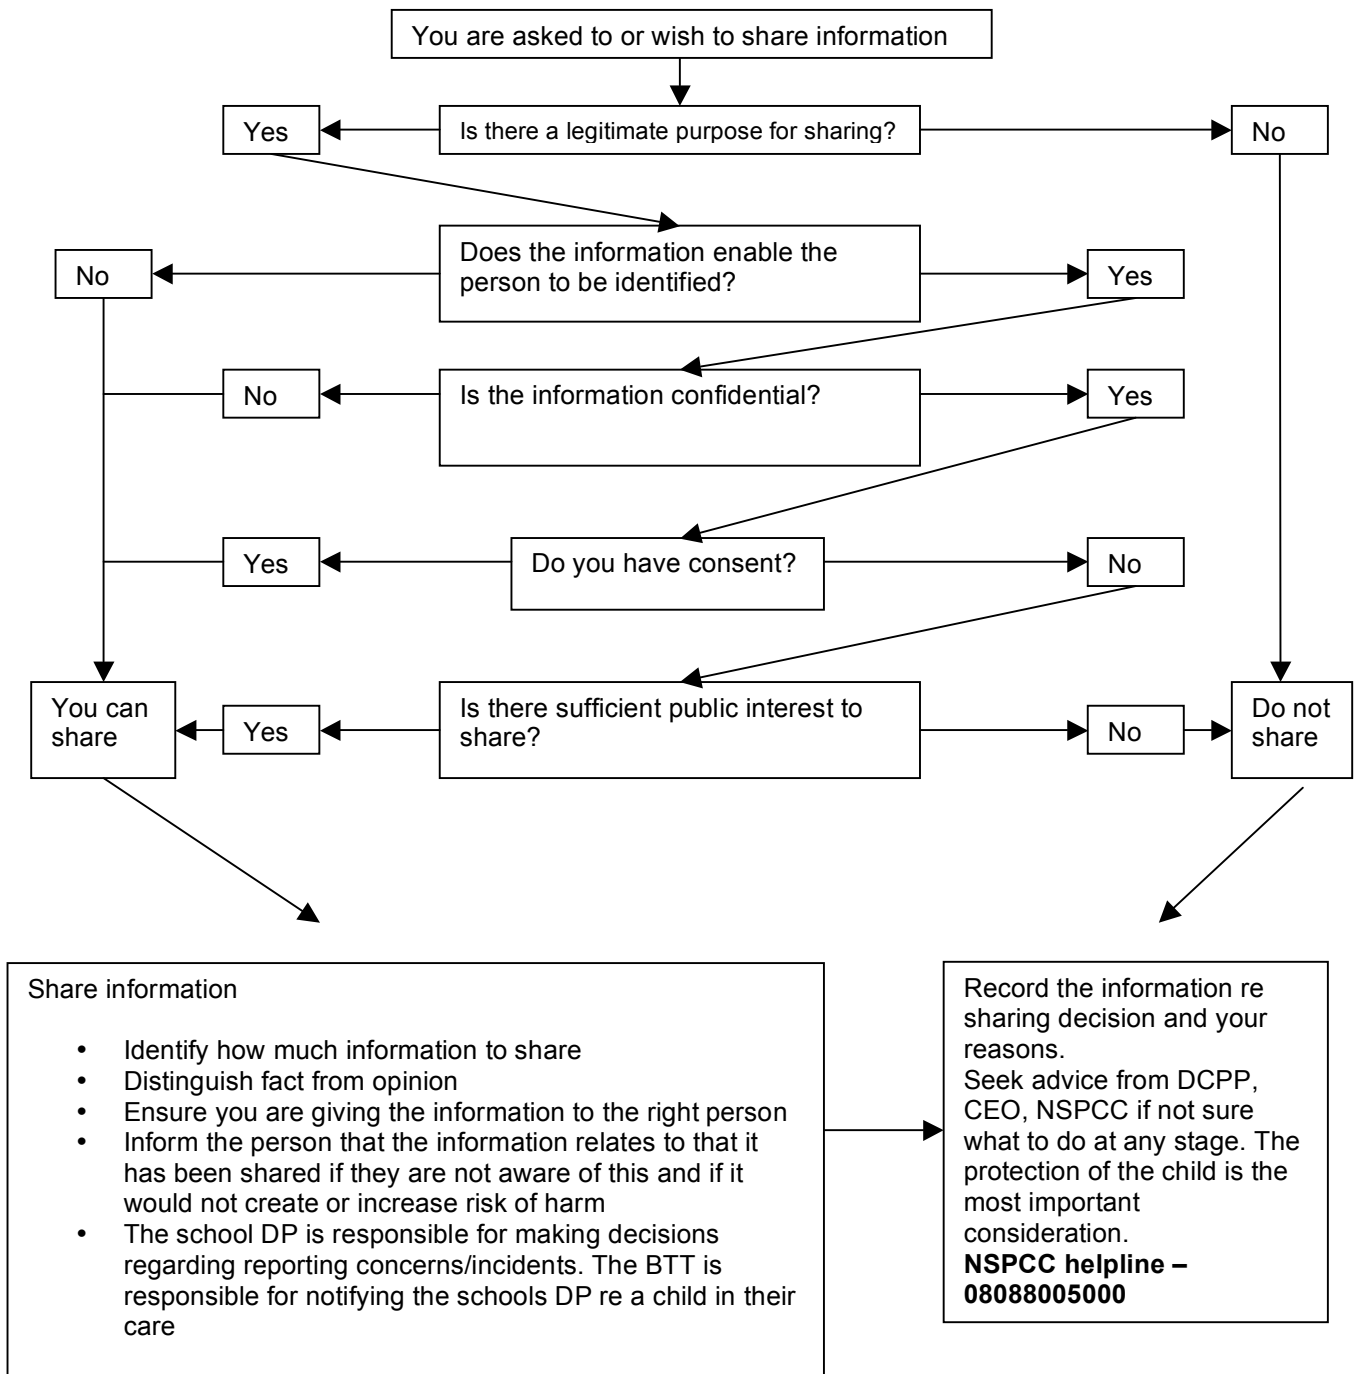 You are asked to or wish to share information
Yes
Is there a legitimate purpose for sharing?
No
No
Does the information enable the
person to be identified?
Yes
No
Is the information confidential?
Yes
Yes
Do you have consent?
No
You can
share
Yes
Is there sufficient public interest to
share?
No
Do not
share
Share information
• Identify how much information to share
• Distinguish fact from opinion
• Ensure you are giving the information to the right person
• Inform the person that the information relates to that it
has been shared if they are not aware of this and if it
would not create or increase risk of harm
• The school DP is responsible for making decisions
regarding reporting concerns/incidents. The BTT is
responsible for notifying the schools DP re a child in their
care
Record the information re
sharing decision and your
reasons.
Seek advice from DCPP,
CEO, NSPCC if not sure
what to do at any stage. The
protection of the child is the
most important
consideration.
NSPCC helpline –
08088005000